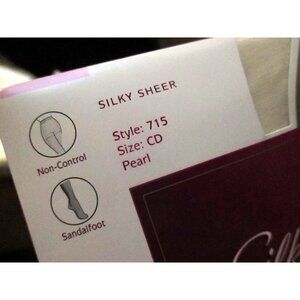 SILKY SHEER
Style: 715
Size: CD
Pearl
Non-Control
Sandalfoot